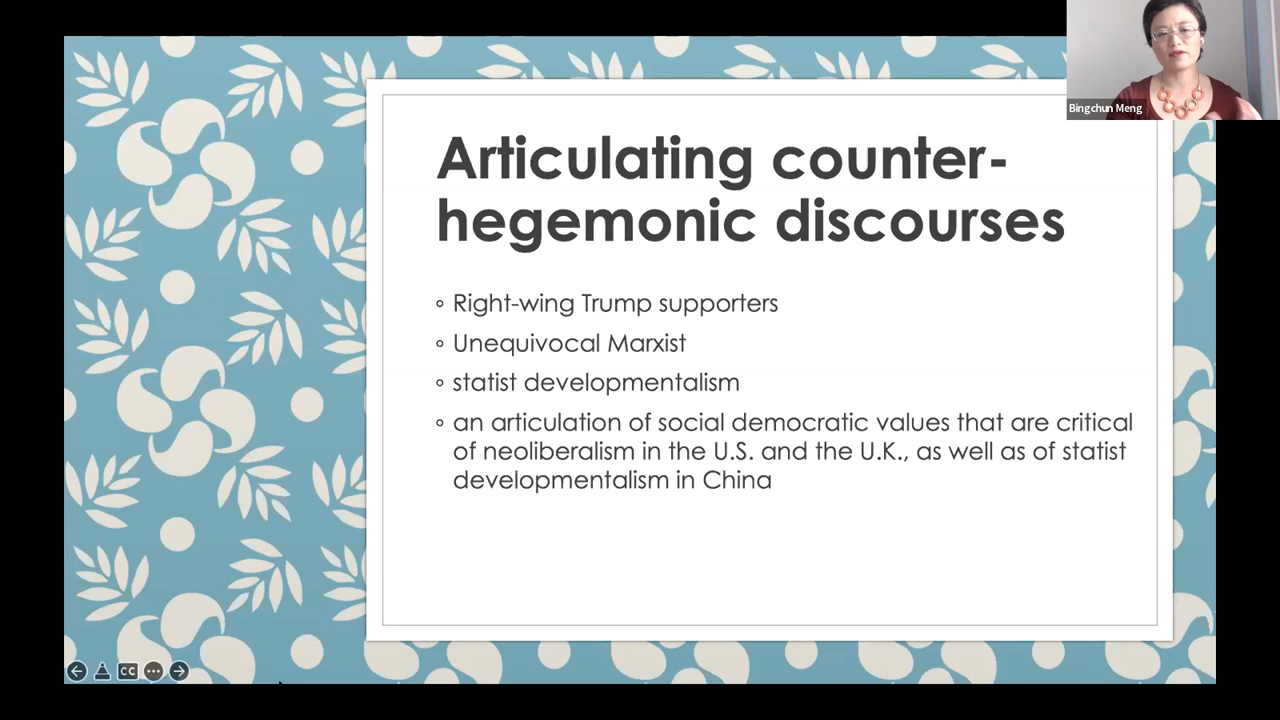 Bingchun Meng
Articulating counter-
hegemonic discourses
Right-wing Trump supporters
Unequivocal Marxist
statist developmentalism
an articulation of social democratic values that are critical
of neoliberalism in the U.S. and the U.K., as well as of statist
developmentalism in China
CC